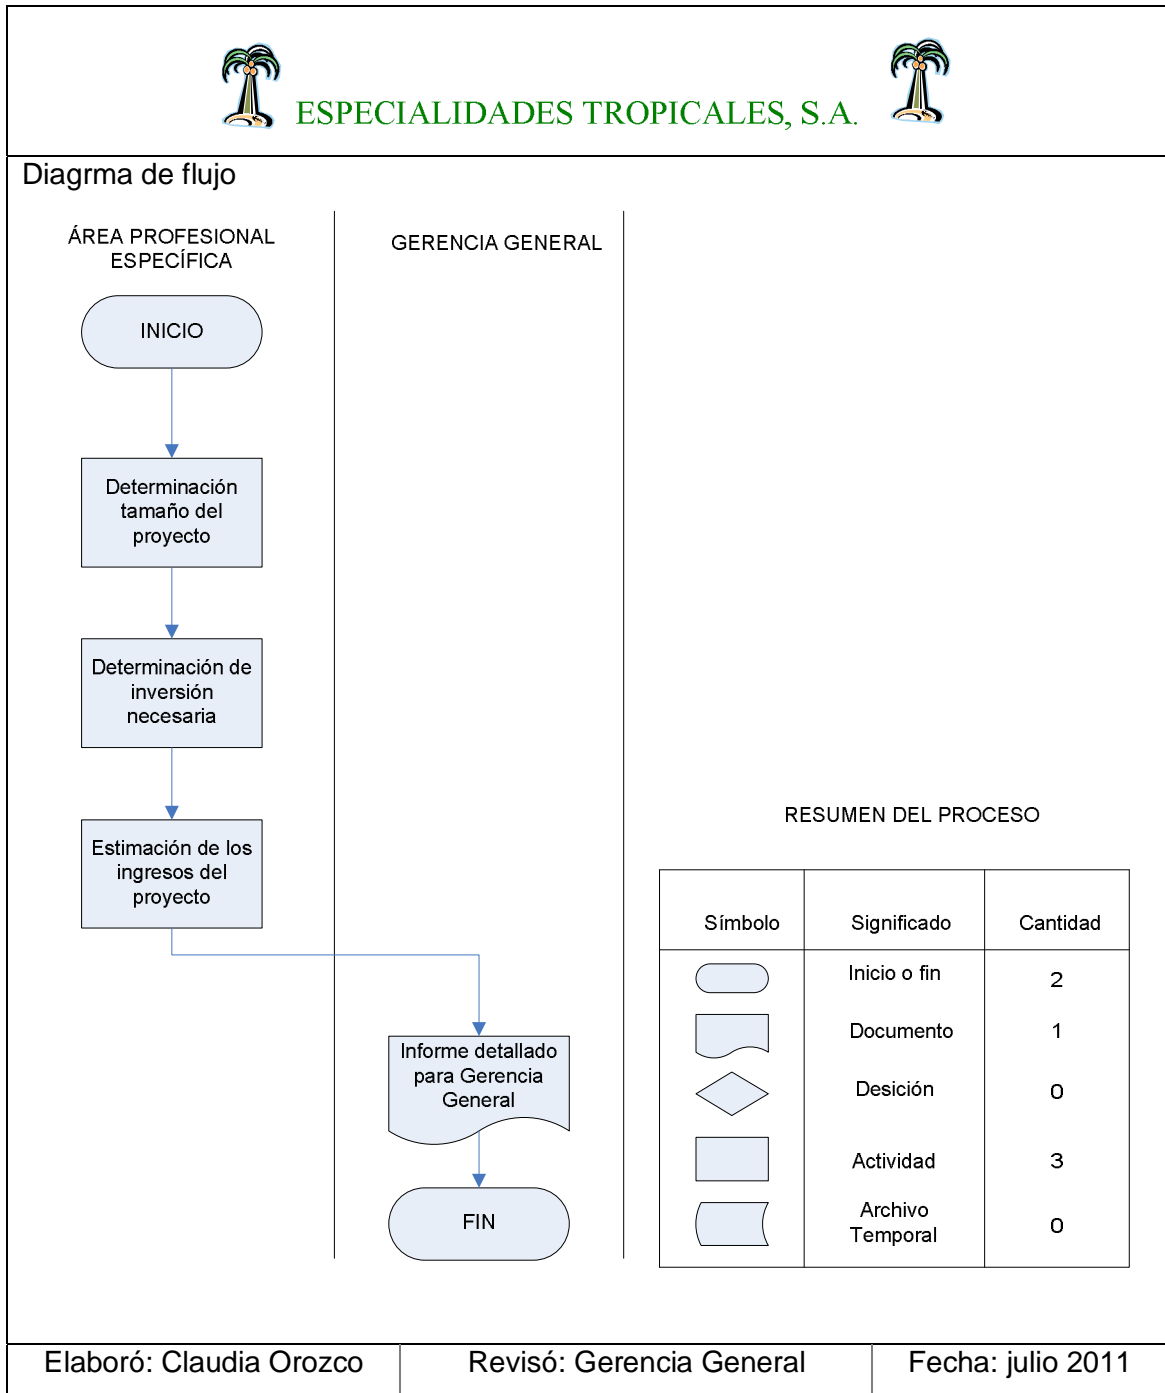 ESPECIALIDADES TROPICALES, S.A.
Diagrma de flujo
ÁREA PROFESIONAL
ESPECÍFICA
GERENCIA GENERAL
INICIO
Determinación
tamaño del
proyecto
Determinación de
inversión
necesaria
Estimación de los
ingresos del
proyecto
Informe detallado
para Gerencia
General
FIN
RESUMEN DEL PROCESO
Símbolo Significado Cantidad
Inicio o fin 2
Documento 1
Desición 0
Actividad 3
Archivo
Temporal 0
Elaboró: Claudia Orozco Revisó: Gerencia General Fecha: julio 2011